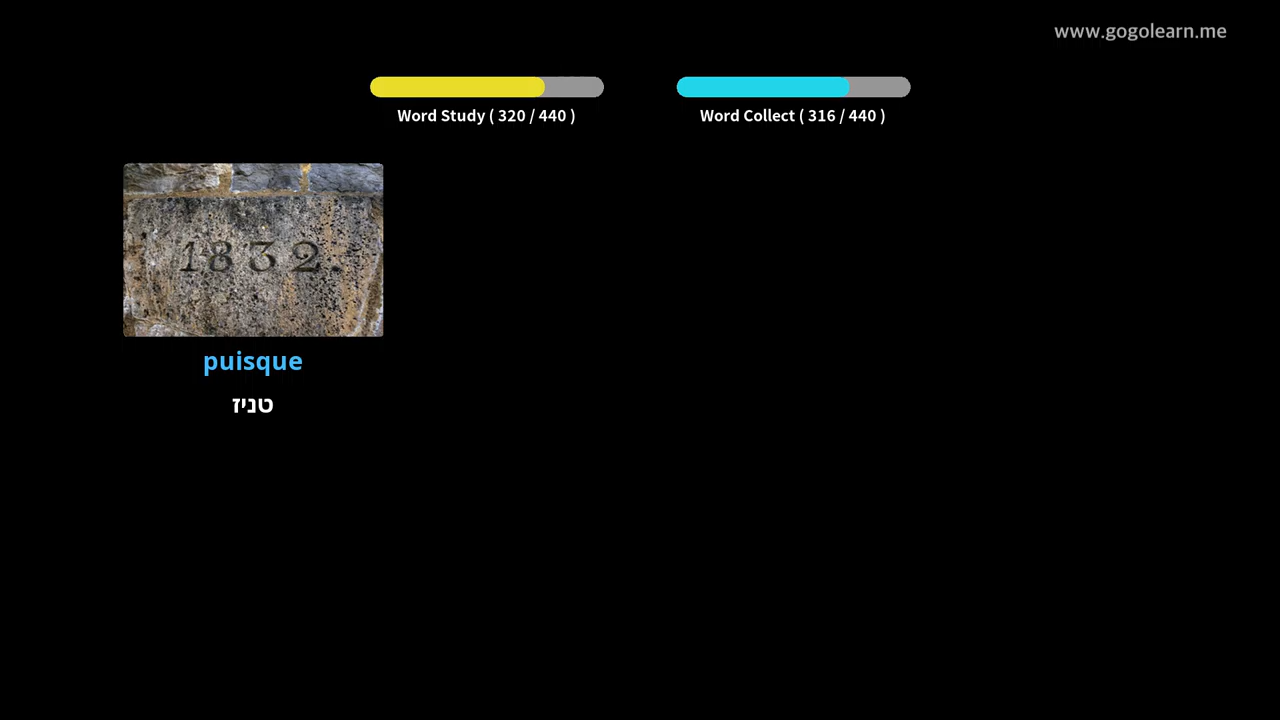 www.gogolearn.me
Word Study ( 320 / 440 )
Word Collect ( 316 / 440 )
1832.
puisque
טניז